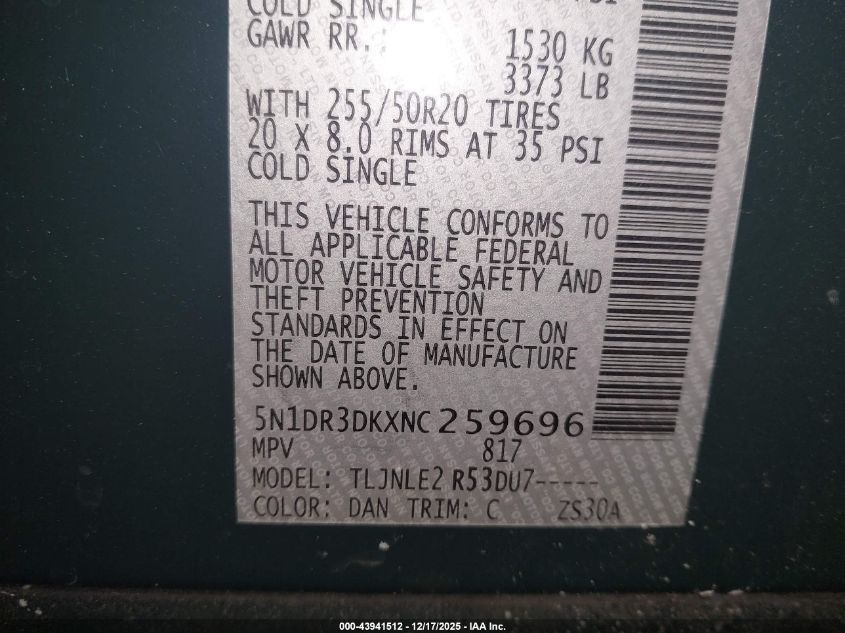 COLD SINGLE
GAWR RR.: 1530 KG
3373 LB
WITH 255/50R20 TIRES
20 X 8.0 RIMS AT 35 PSI
COLD SINGLE
THIS VEHICLE CONFORMS TO
ALL APPLICABLE FEDERAL
MOTOR VEHICLE SAFETY AND
THEFT PREVENTION
STANDARDS IN EFFECT ON
THE DATE OF MANUFACTURE
SHOWN ABOVE.
5N1DR3DKXNC259696
MPV 817
MODEL: TLJNLE2 R53DU7-----
COLOR: DAN TRIM: C ZS30A
000-43941512 - 12/17/2025 - IAA Inc.